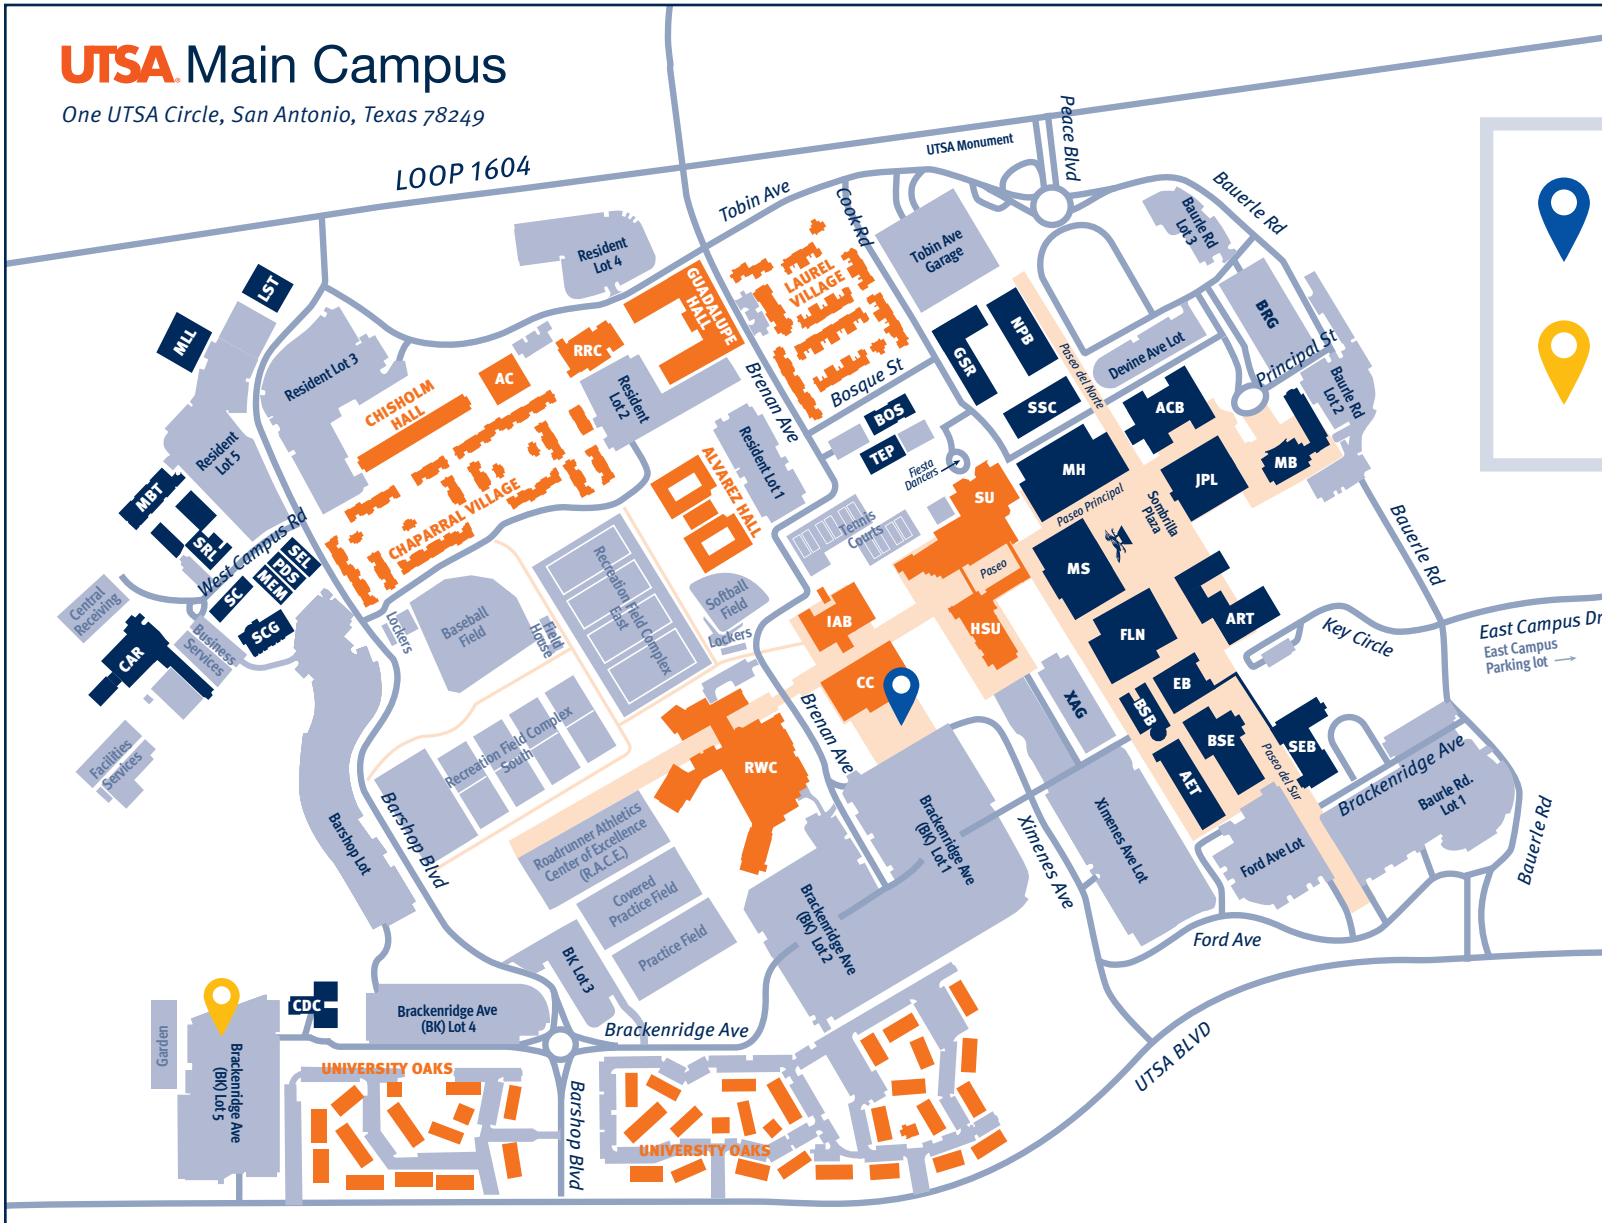 UTSA Main Campus
One UTSA Circle, San Antonio, Texas 78249
LOOP 1604
Peace Blvd
UTSA Monument
Tobin Ave
Cook Rd
Bauerle Rd
Baurle Rd
Lot 3
Tobin Ave
Garage
Resident
Lot 4
LAUREL
VILLAGE
GUADALUPE
HALL
LST
MLL
NPB
GSR
BRG
Principal St
Paseo del Norte
Devine Ave Lot
RRC
AC
Resident Lot 3
CHISHOLM
HALL
Resident
Lot 2
Brenan Ave
Bosque St
BOS
TEP
SSC
ACB
Baurle Rd
Lot 2
Fiesta
Dancers
Resident
Lot 5
ALVAREZ HALL
Resident Lot 1
MH
JPL
MB
SU
Paseo Principal
Sombrilla
Plaza
MBT
SRL
CHAPARRAL VILLAGE
West Campus Rd
Tennis
Courts
Bauerle Rd
SEL
PDS
MEM
SC
SCG
Central
Receiving
Business
Services
CAR
Lockers
Baseball
Field
Field
House
Recreation Field Complex
East
Softball
Field
Lockers
IAB
Paseo
HSU
MS
FLN
ART
Key Circle
East Campus Dr
East Campus
Parking lot
CC
XAG
EB
BSB
BSE
SEB
AET
Paseo del Sur
Facilities
Services
Recreation Field Complex
South
Brenan Ave
RWC
Barshop Lot
Barshop Blvd
Roadrunner Athletics
Center of Excellence
(R.A.C.E.)
Covered
Practice Field
Practice Field
Brackenridge Ave
(BK) Lot 1
Brackenridge Ave
(BK) Lot 2
Ximenes Ave
Ximenes Ave Lot
Ford Ave Lot
Brackenridge Ave
Baurle Rd.
Lot 1
Bauerle Rd
Ford Ave
BK Lot 3
CDC
Brackenridge Ave
(BK) Lot 4
Brackenridge Ave
Garden
Brackenridge Ave
(BK) Lot 5
UNIVERSITY OAKS
Barshop Blvd
UNIVERSITY OAKS
UTSA BLVD